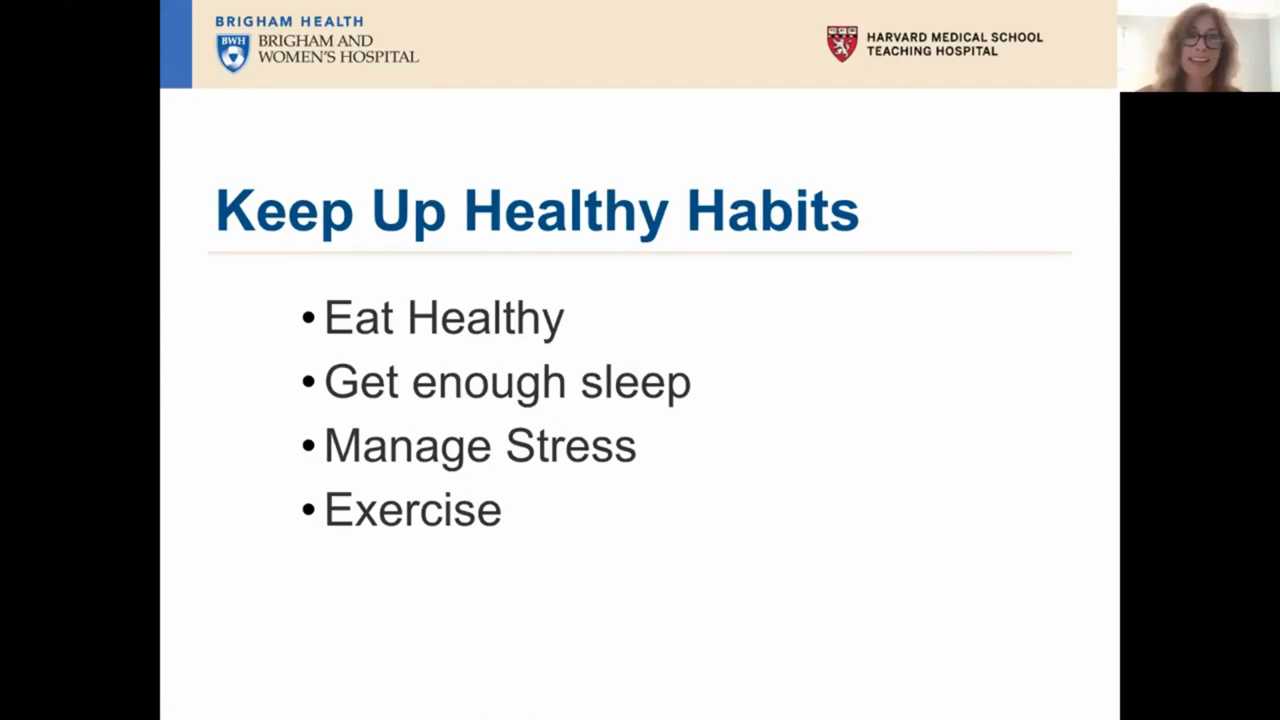 BRIGHAM HEALTH
BWH
BRIGHAM AND
WOMEN'S HOSPITAL
HARVARD MEDICAL SCHOOL
TEACHING HOSPITAL
Keep Up Healthy Habits
• Eat Healthy
• Get enough sleep
• Manage Stress
• Exercise